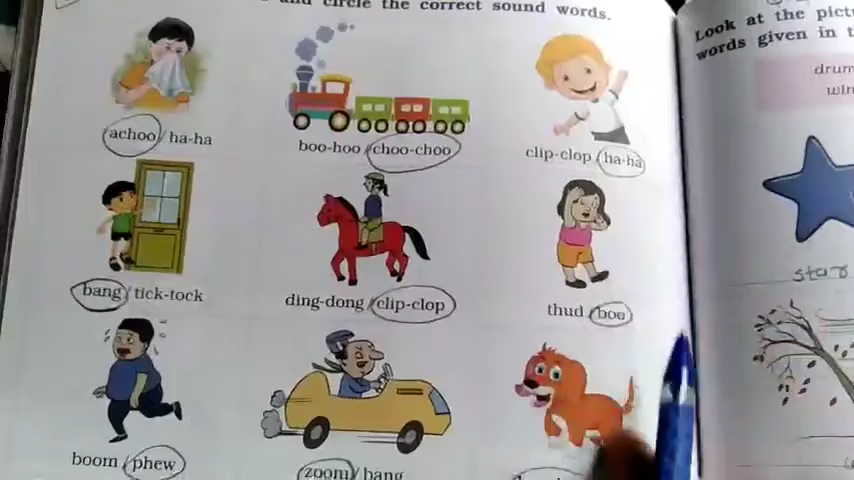 and circle the correct sound words.
achoo / ha-ha
boo-hoo / choo-choo
clip-clop / ha-ha
bang / tick-tock
ding-dong / clip-clop
thud / boo
boom / phew
zoom / bang
Look at the
words given in
drum
star